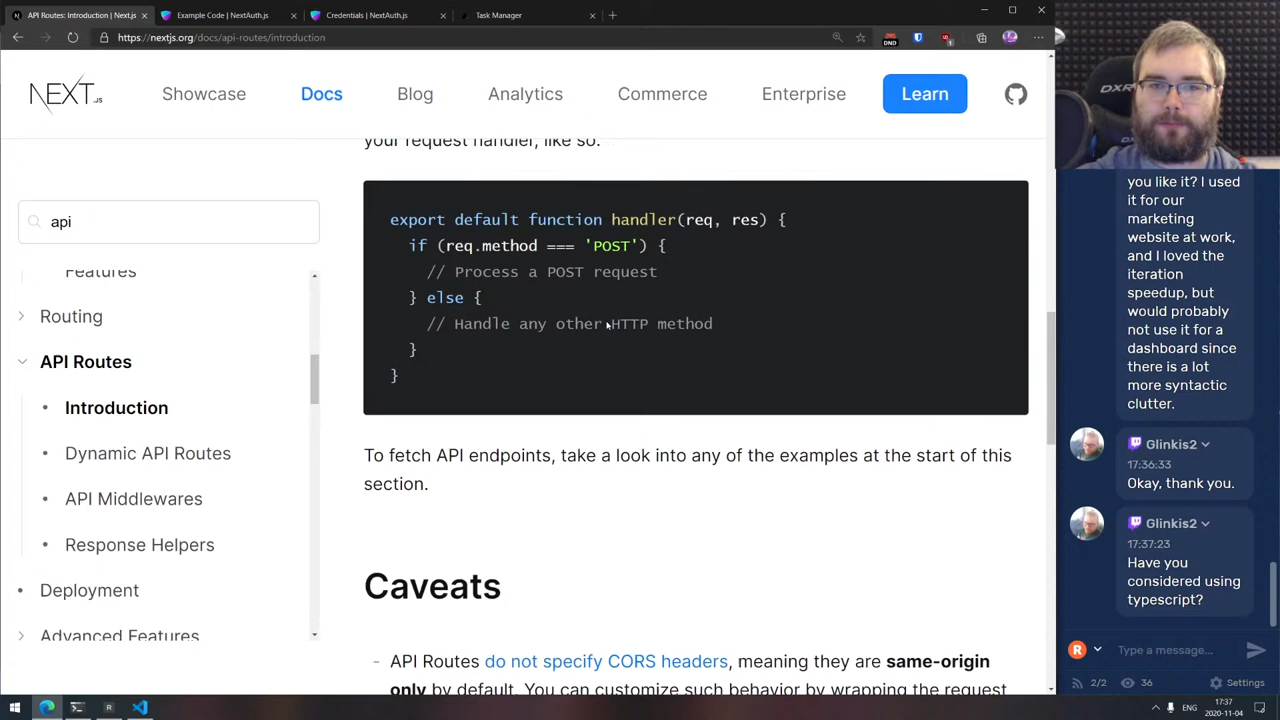 API Routes: Introduction | Next.js
Example Code | NextAuth.js
Credentials | NextAuth.js
Task Manager
https://nextjs.org/docs/api-routes/introduction
DND
NEXT.JS
Showcase
Docs
Blog
Analytics
Commerce
Enterprise
Learn
api
Features
Routing
API Routes
Introduction
Dynamic API Routes
API Middlewares
Response Helpers
Deployment
Advanced Features
your request handler, like so:
export default function handler(req, res) {
if (req.method === 'POST') {
// Process a POST request
} else {
// Handle any other HTTP method
}
}
To fetch API endpoints, take a look into any of the examples at the start of this
section.
Caveats
- API Routes do not specify CORS headers, meaning they are same-origin
only by default. You can customize such behavior by wrapping the request
DXR
you like it? I used
it for our
marketing
website at work,
and I loved the
iteration
speedup, but
would probably
not use it for a
dashboard since
there is a lot
more syntactic
clutter.
Glinkis2
17:36:33
Okay, thank you.
Glinkis2
17:37:23
Have you
considered using
typescript?
R
Type a message...
2/2
36
Settings
ENG
17:37
2020-11-04